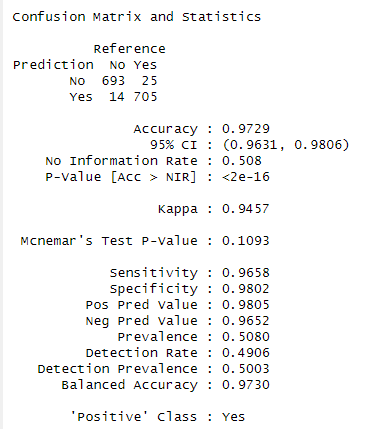 Confusion Matrix and Statistics
Reference
Prediction No Yes
No 693 25
Yes 14 705
Accuracy : 0.9729
95% CI : (0.9631, 0.9806)
No Information Rate : 0.508
P-Value [Acc > NIR] : <2e-16
Kappa : 0.9457
Mcnemar's Test P-Value : 0.1093
Sensitivity : 0.9658
Specificity : 0.9802
Pos Pred Value : 0.9805
Neg Pred Value : 0.9652
Prevalence : 0.5080
Detection Rate : 0.4906
Detection Prevalence : 0.5003
Balanced Accuracy : 0.9730
'Positive' Class : Yes